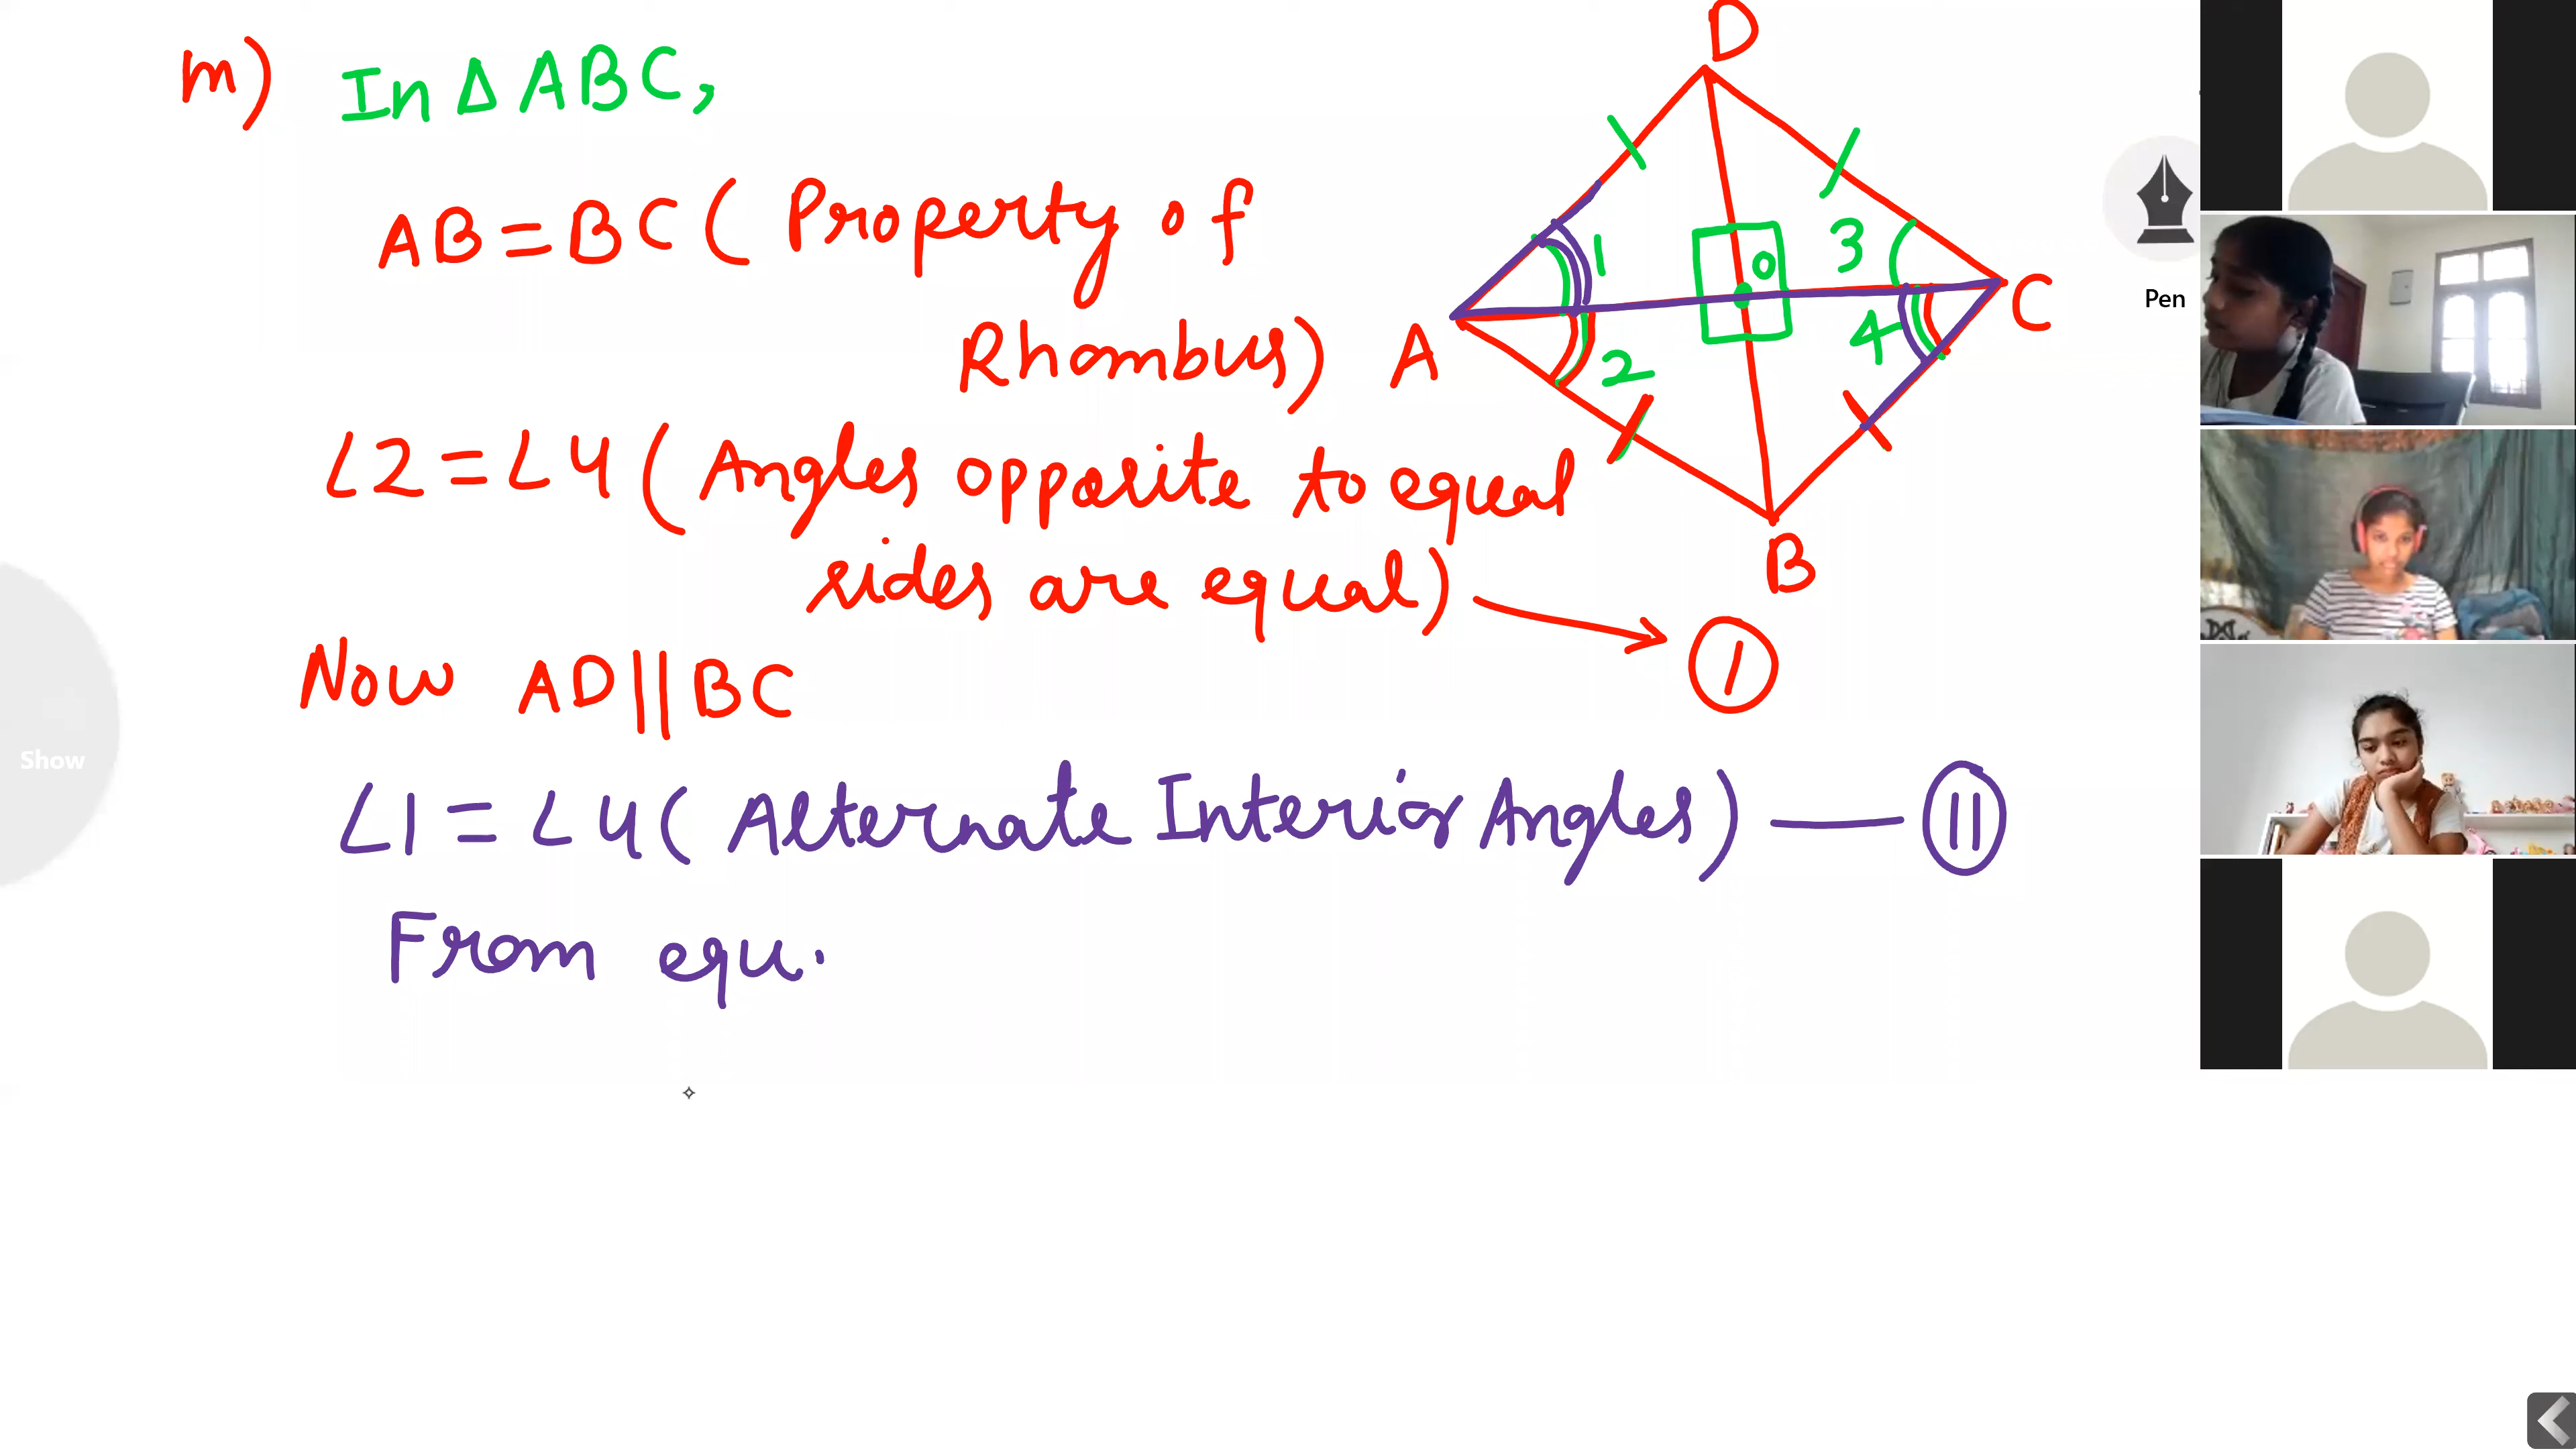 m) In Δ ABC,
AB = BC ( Property of
Rhombus)
∠2 = ∠4 ( Angles opposite to equal
sides are equal) → I
Now AD || BC
∠1 = ∠4 ( Alternate Interior Angles) — II
From equ.
D
1
3
O
A
C
2
4
B
Pen
Show